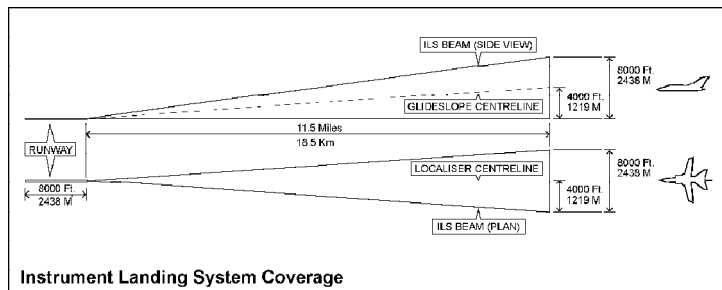 ILS BEAM (SIDE VIEW)
8000 Ft.
2438 M
4000 Ft.
1219 M
GLIDESLOPE CENTRELINE
11.5 Miles
18.5 Km
RUNWAY
LOCALISER CENTRELINE
8000 Ft.
2438 M
8000 Ft.
2438 M
4000 Ft.
1219 M
ILS BEAM (PLAN)
Instrument Landing System Coverage